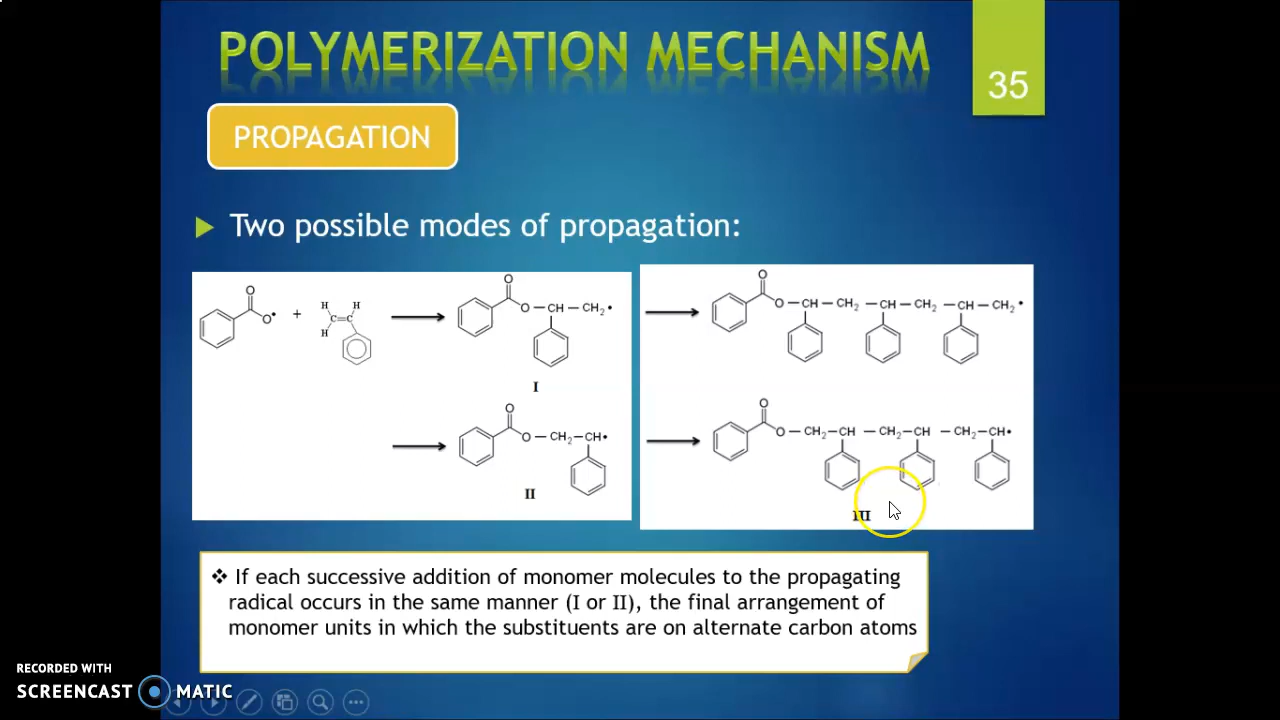 POLYMERIZATION MECHANISM
35
PROPAGATION
Two possible modes of propagation:
O
O
O
O• + H H C=C H → O — CH — CH₂• → O — CH — CH₂ — CH — CH₂ — CH — CH₂•
I
O
O
→ O — CH₂ — CH• → O — CH₂ — CH — CH₂ — CH — CH₂ — CH•
II
III
❖ If each successive addition of monomer molecules to the propagating
radical occurs in the same manner (I or II), the final arrangement of
monomer units in which the substituents are on alternate carbon atoms
RECORDED WITH
SCREENCAST MATIC